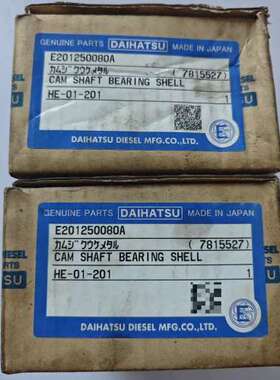 GENUINE PARTS DAIHATSU MADE IN JAPAN
E201250080A
カムジクウケメタル (7815527)
CAM SHAFT BEARING SHELL
HE-01-201 1
DAIHATSU DIESEL MFG.CO.,LTD.
GENUINE PARTS DAIHATSU MADE IN JAPAN
E201250080A
カムジクウケメタル (7815527)
CAM SHAFT BEARING SHELL
HE-01-201 1
DAIHATSU DIESEL MFG.CO.,LTD.